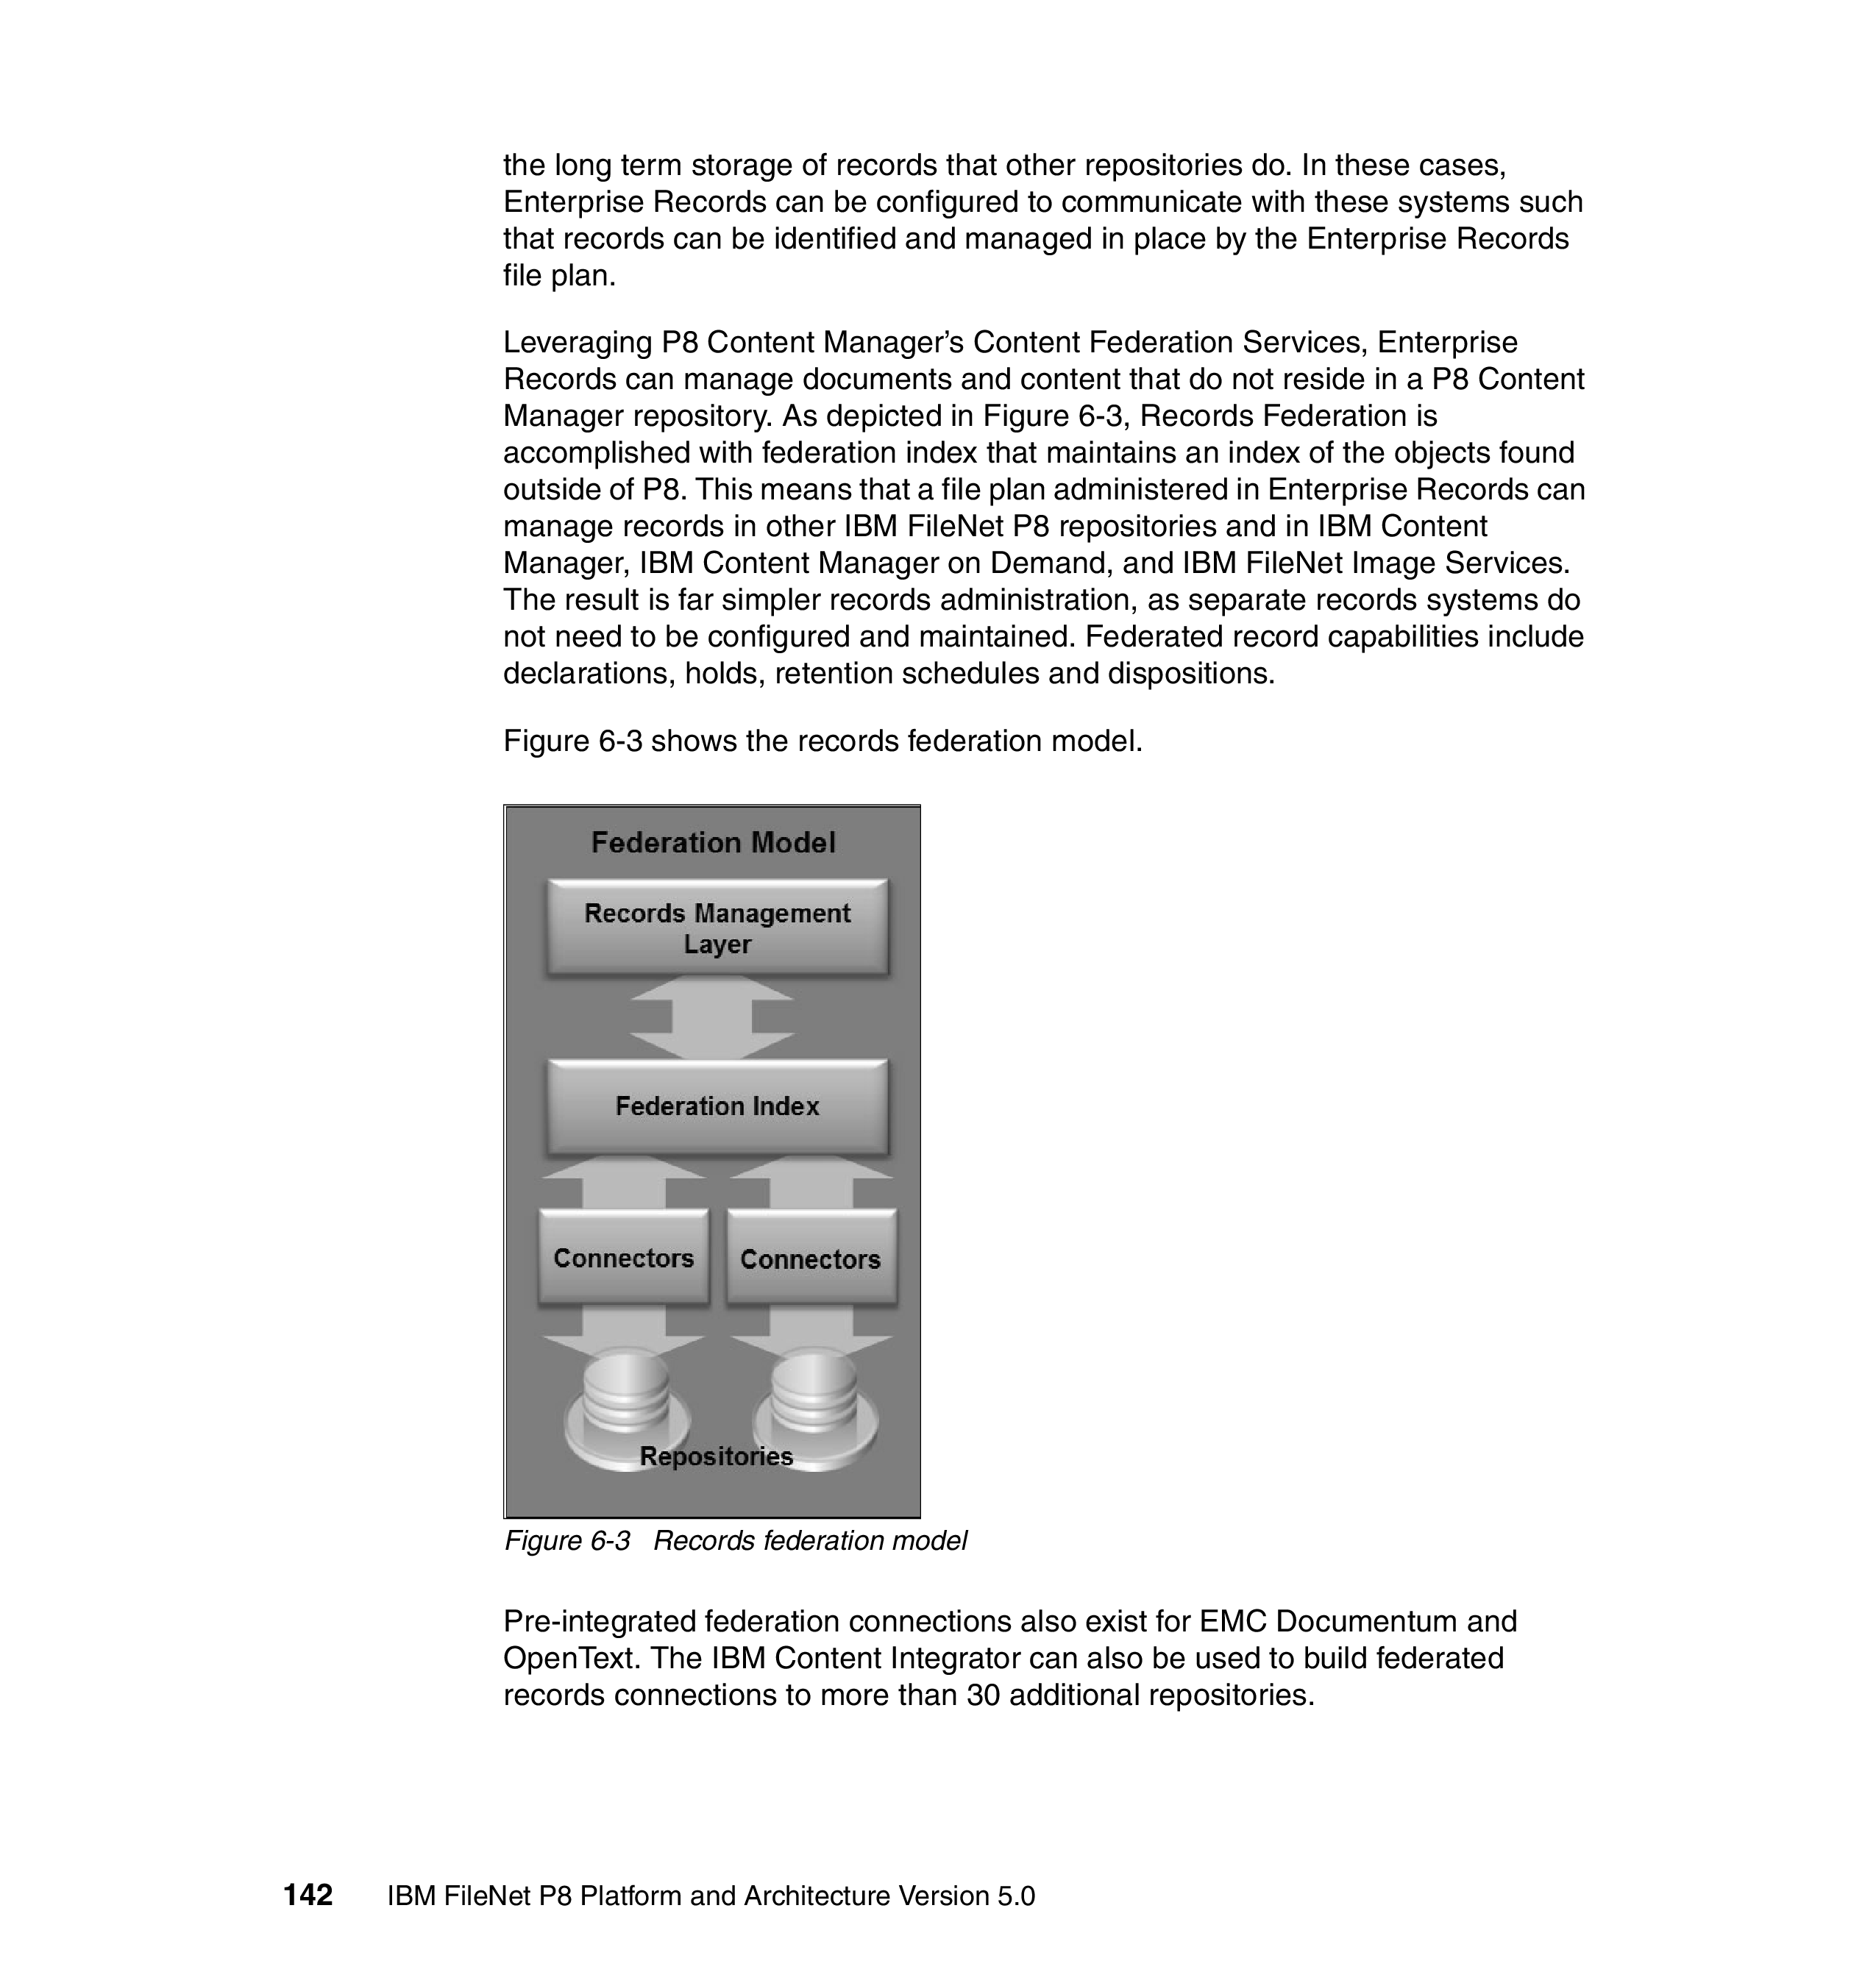 the long term storage of records that other repositories do. In these cases,
Enterprise Records can be configured to communicate with these systems such
that records can be identified and managed in place by the Enterprise Records
file plan.
Leveraging P8 Content Manager’s Content Federation Services, Enterprise
Records can manage documents and content that do not reside in a P8 Content
Manager repository. As depicted in Figure 6-3, Records Federation is
accomplished with federation index that maintains an index of the objects found
outside of P8. This means that a file plan administered in Enterprise Records can
manage records in other IBM FileNet P8 repositories and in IBM Content
Manager, IBM Content Manager on Demand, and IBM FileNet Image Services.
The result is far simpler records administration, as separate records systems do
not need to be configured and maintained. Federated record capabilities include
declarations, holds, retention schedules and dispositions.
Figure 6-3 shows the records federation model.
Federation Model
Records Management
Layer
Federation Index
Connectors Connectors
Repositories
Figure 6-3 Records federation model
Pre-integrated federation connections also exist for EMC Documentum and
OpenText. The IBM Content Integrator can also be used to build federated
records connections to more than 30 additional repositories.
142 IBM FileNet P8 Platform and Architecture Version 5.0